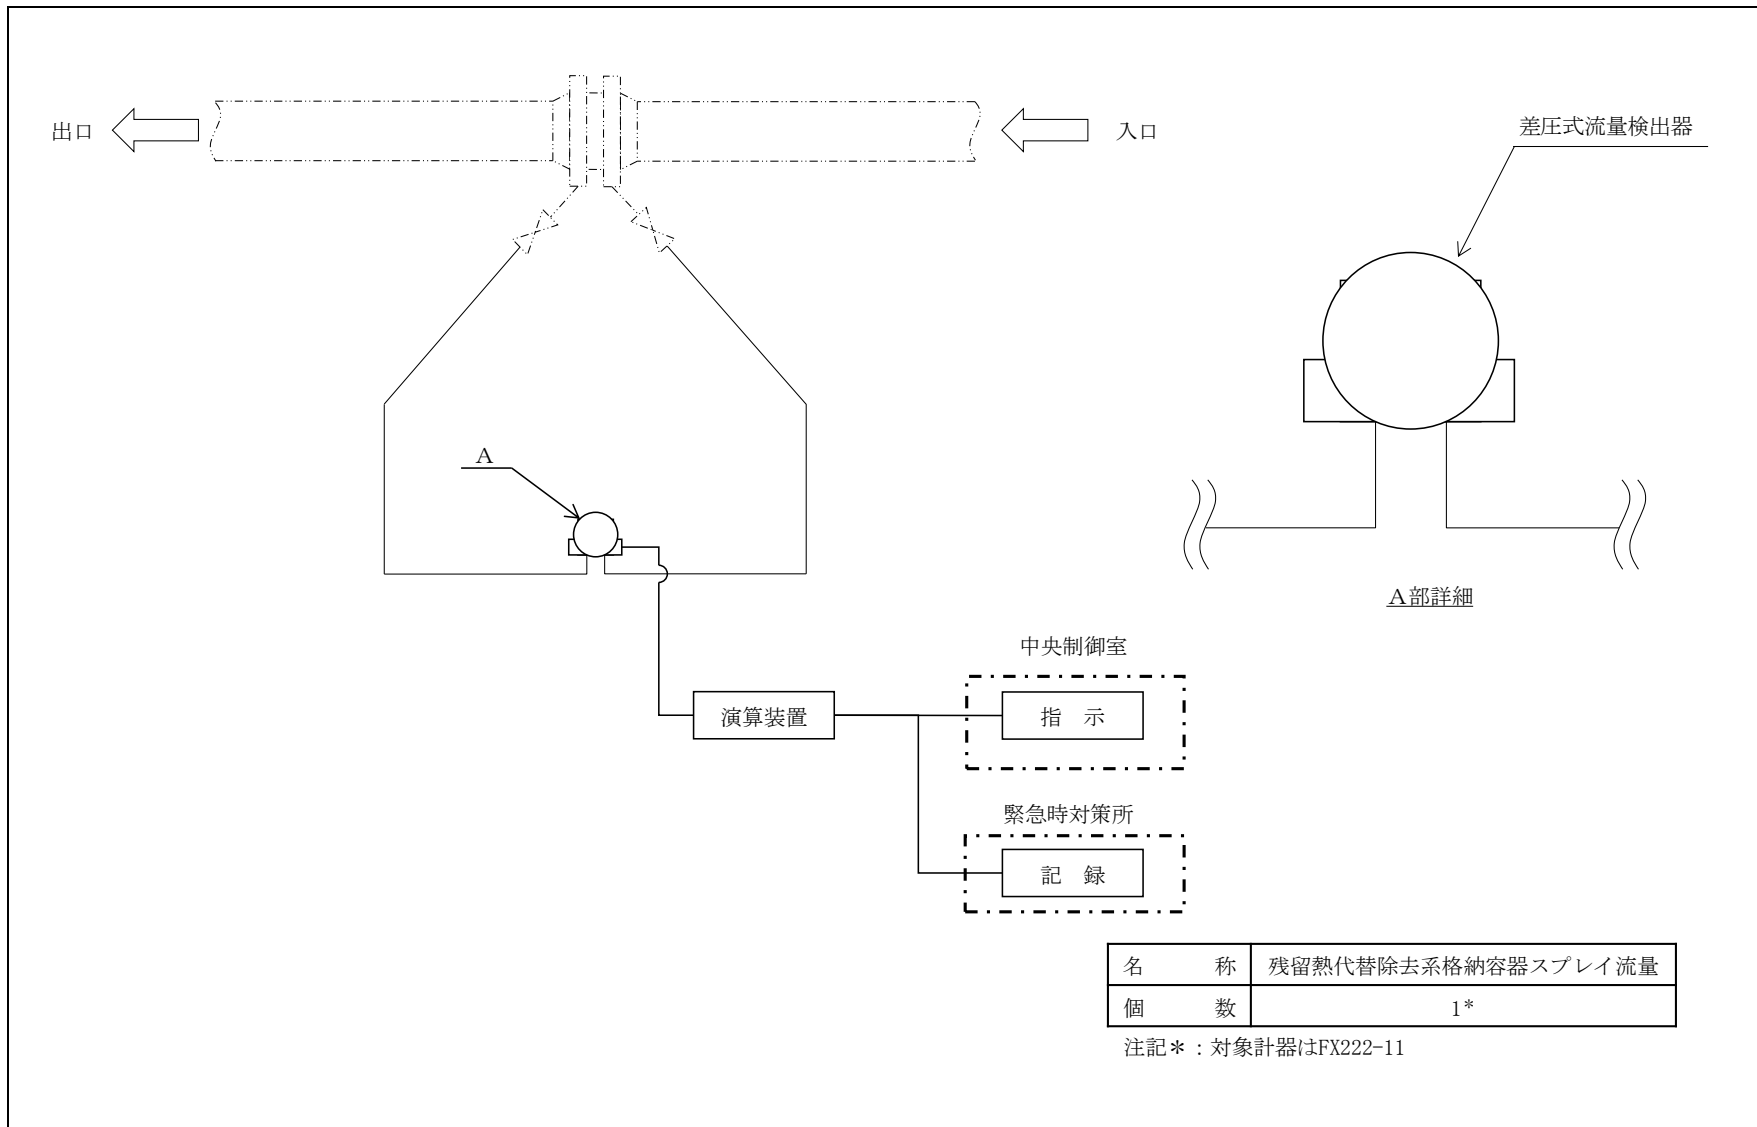 出口
入口
差圧式流量検出器
A
A部詳細
中央制御室
演算装置
指　示
緊急時対策所
記　録
名　称　残留熱代替除去系格納容器スプレイ流量
個　数　1*
注記＊：対象計器はFX222-11